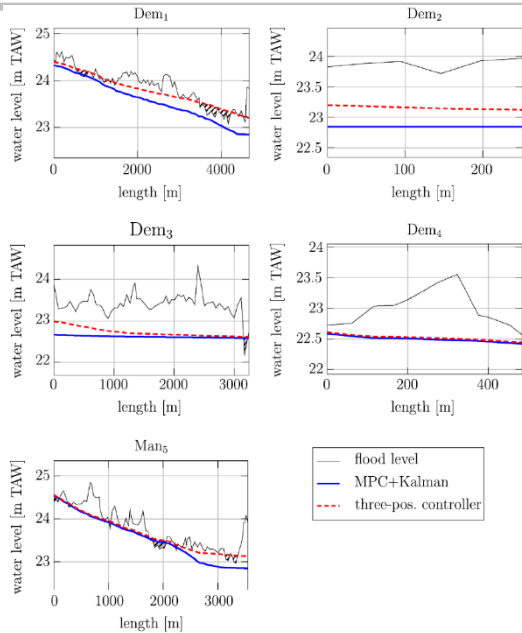 Dem1
25
24
23
water level [m TAW]
0 2000 4000
length [m]
Dem2
24
23.5
23
22.5
water level [m TAW]
0 100 200
length [m]
Dem3
24
23
22
water level [m TAW]
0 1000 2000 3000
length [m]
Dem4
24
23.5
23
22.5
22
water level [m TAW]
0 200 400
length [m]
Man5
25
24
23
water level [m TAW]
0 1000 2000 3000
length [m]
flood level
MPC+Kalman
three-pos. controller